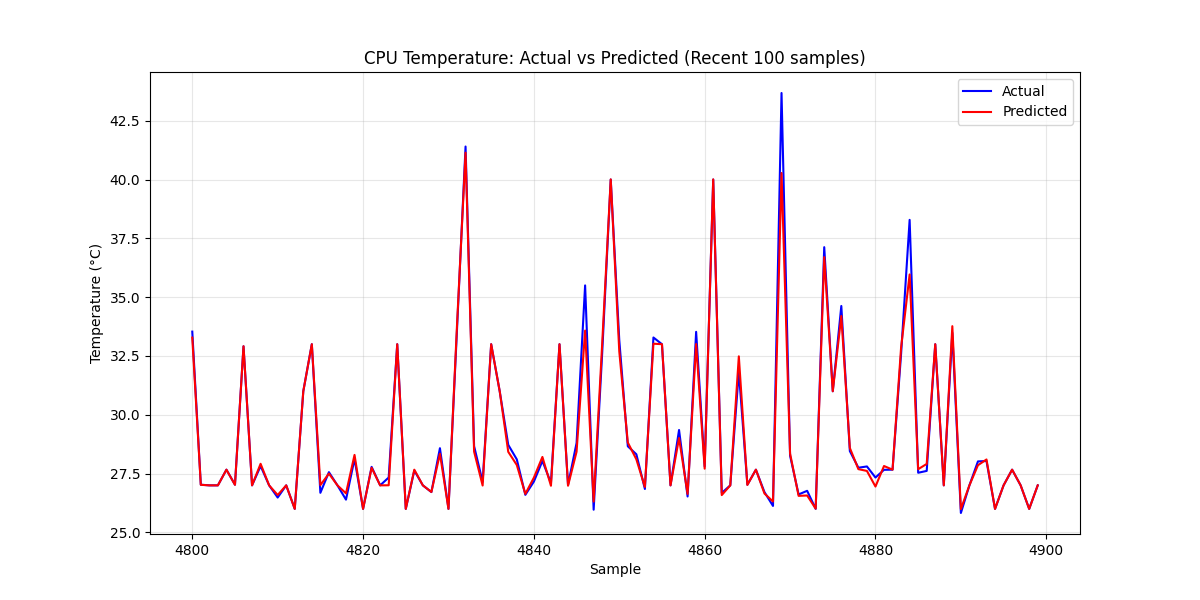 CPU Temperature: Actual vs Predicted (Recent 100 samples)
Actual
Predicted
Temperature (°C)
42.5
40.0
37.5
35.0
32.5
30.0
27.5
25.0
4800 4820 4840 4860 4880 4900
Sample